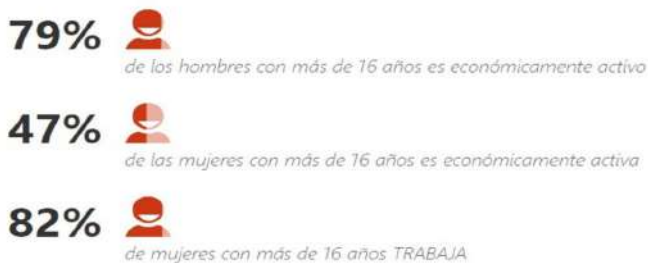 79%
de los hombres con más de 16 años es económicamente activo
47%
de las mujeres con más de 16 años es económicamente activa
82%
de mujeres con más de 16 años TRABAJA